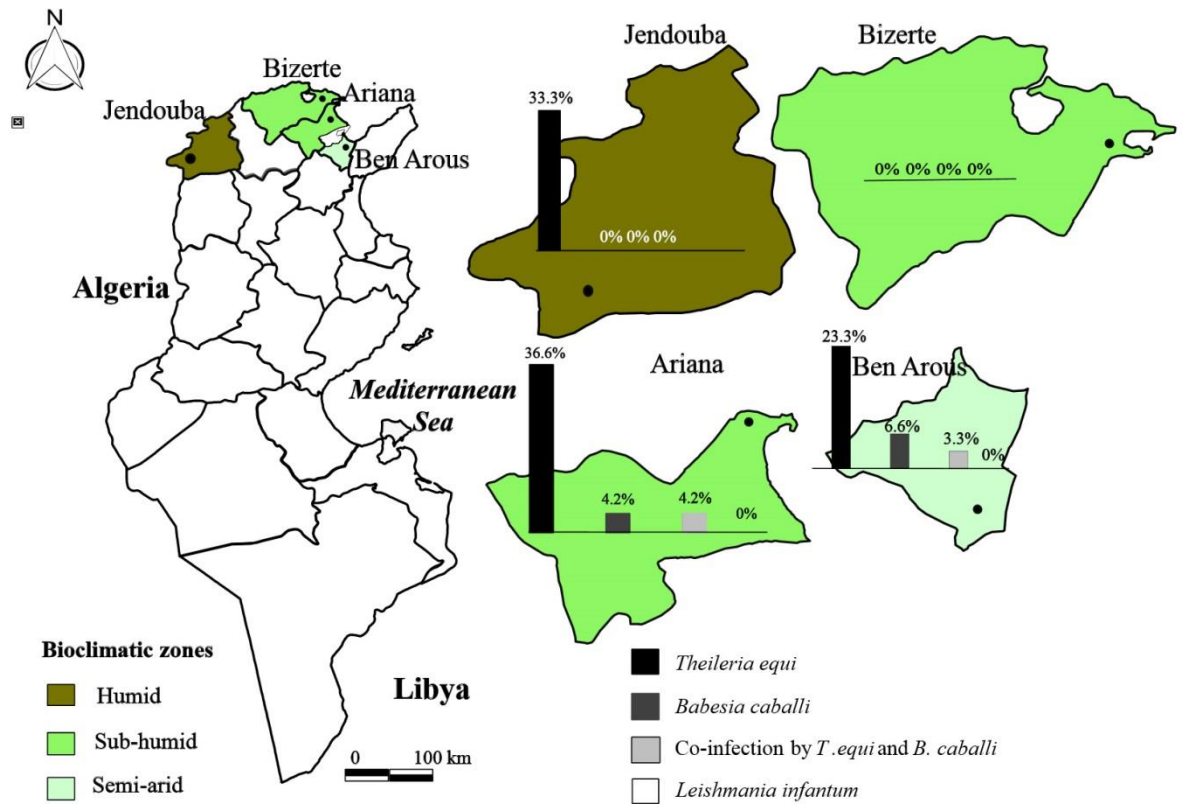 N
Jendouba
Bizerte
Ariana
Ben Arous
Algeria
Mediterranean
Sea
Libya
0 100 km
Bioclimatic zones
Humid
Sub-humid
Semi-arid
Jendouba
33.3%
0% 0% 0%
Bizerte
0% 0% 0% 0%
Ariana
36.6%
4.2%
4.2%
0%
Ben Arous
23.3%
6.6%
3.3%
0%
Theileria equi
Babesia caballi
Co-infection by T .equi and B. caballi
Leishmania infantum